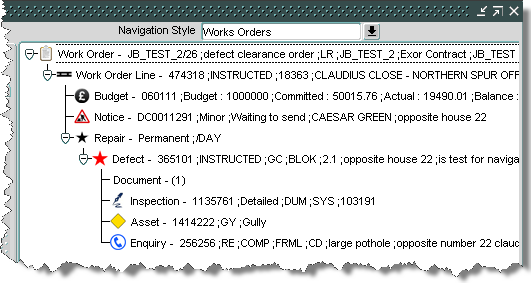 Navigation Style Works Orders
Work Order - JB_TEST_2/26 ;defect clearance order ;LR ;JB_TEST_2 ;Exor Contract ;JB_TEST
Work Order Line - 474318 ;INSTRUCTED ;18363 ;CLAUDIUS CLOSE - NORTHERN SPUR OFF
Budget - 060111 ;Budget : 1000000 ;Committed : 50015.76 ;Actual : 19490.01 ;Balance :
Notice - DC0011291 ;Minor ;Waiting to send ;CAESAR GREEN ;opposite house 22
Repair - Permanent ;/DAY
Defect - 365101 ;INSTRUCTED ;GC ;BLOK ;2.1 ;opposite house 22 ;is test for naviga
Document - (1)
Inspection - 1135761 ;Detailed ;DUM ;SYS ;103191
Asset - 1414222 ;GY ;Gully
Enquiry - 256256 ;RE ;COMP ;FRML ;CD ;large pothole ;opposite number 22 claud